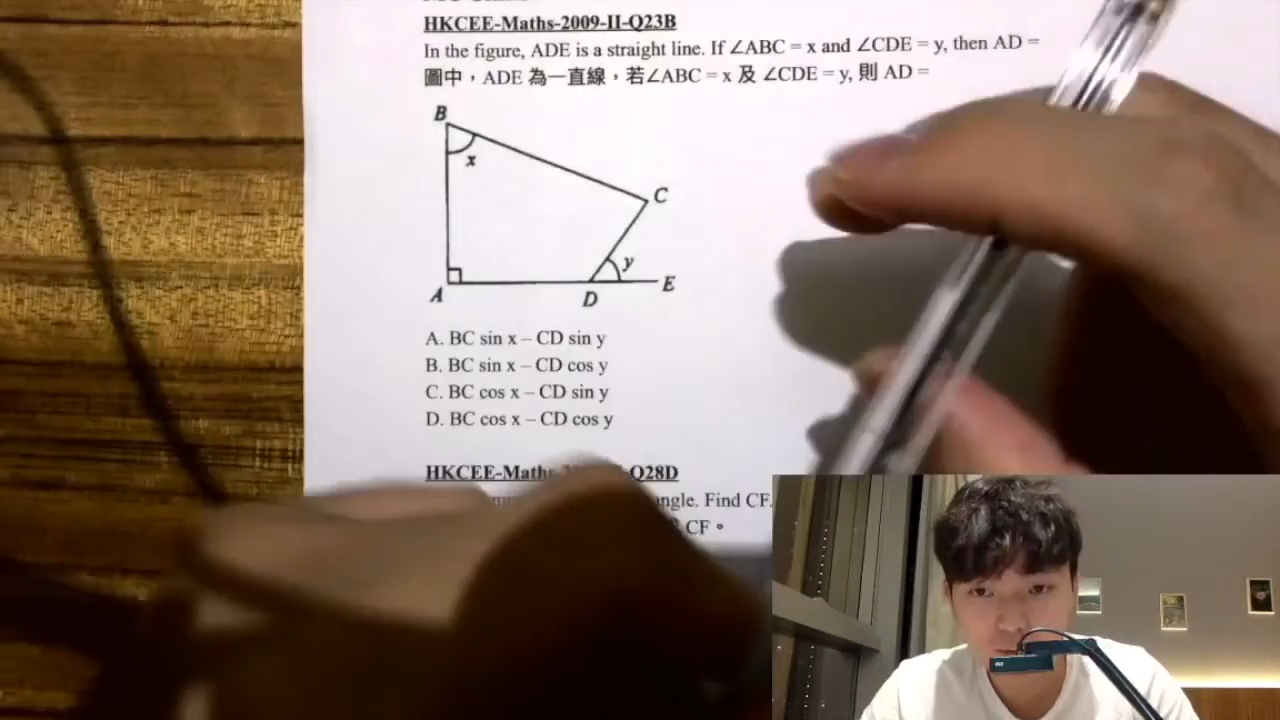 HKCEE-Maths-2009-II-Q23B
In the figure, ADE is a straight line. If ∠ABC = x and ∠CDE = y, then AD =
圖中，ADE 為一直線，若∠ABC = x 及 ∠CDE = y, 則 AD =
B
x
C
y
A
D
E
A. BC sin x – CD sin y
B. BC sin x – CD cos y
C. BC cos x – CD sin y
D. BC cos x – CD cos y
HKCEE-Maths Q28D
angle. Find CF.
CF。